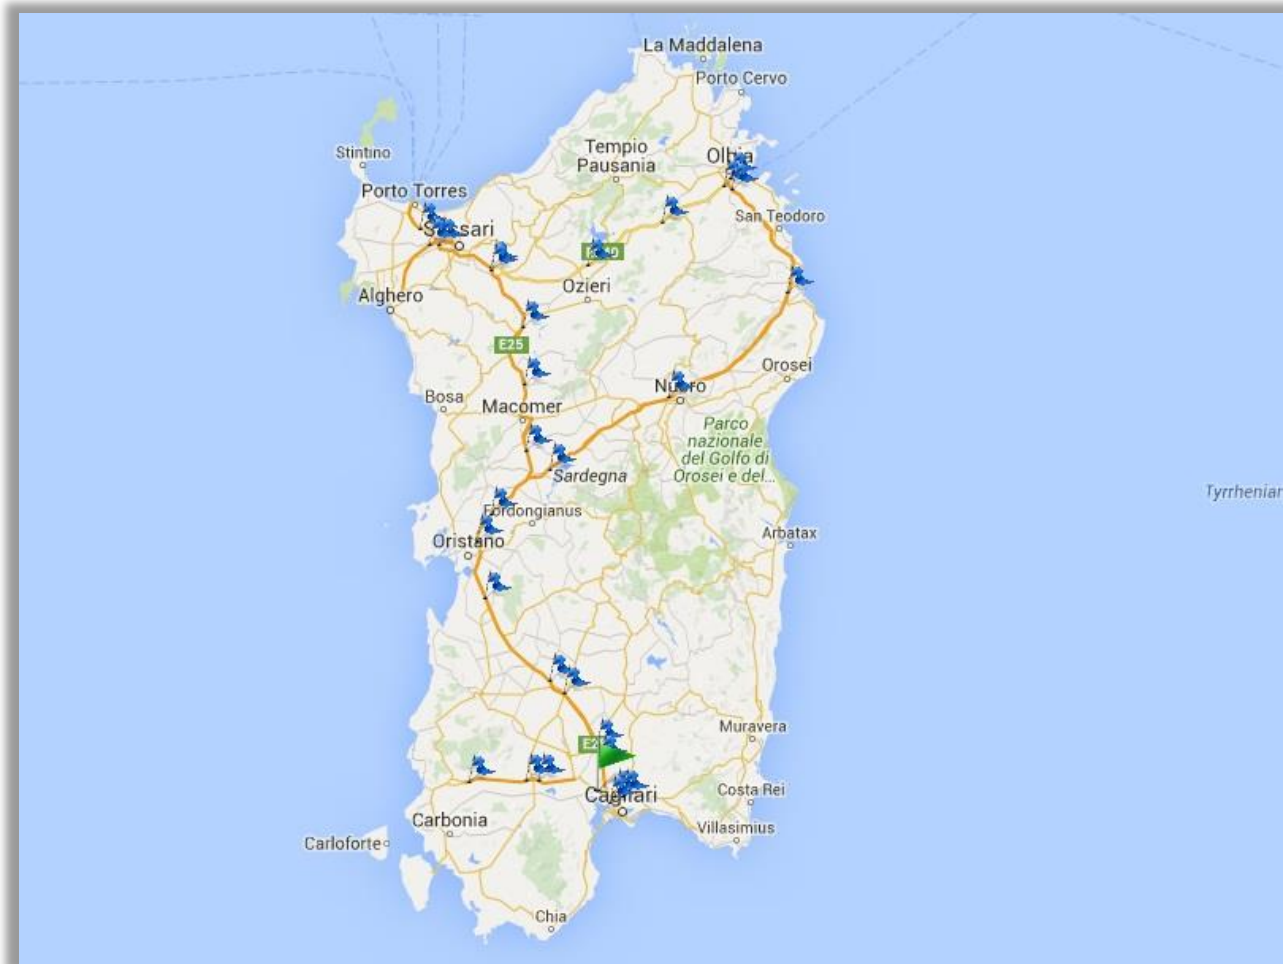 La Maddalena
Porto Cervo
Tempio
Pausania
Olbia
Stintino
Porto Torres
Sassari
San Teodoro
Ozieri
Alghero
E25
Orosei
Nuoro
Bosa
Macomer
Parco
nazionale
del Golfo di
Orosei e del...
Sardegna
Tyrrhenian
Fordongianus
Oristano
Arbatax
Muravera
Costa Rei
Cagliari
Carbonia
Villasimius
Carloforte
Chia